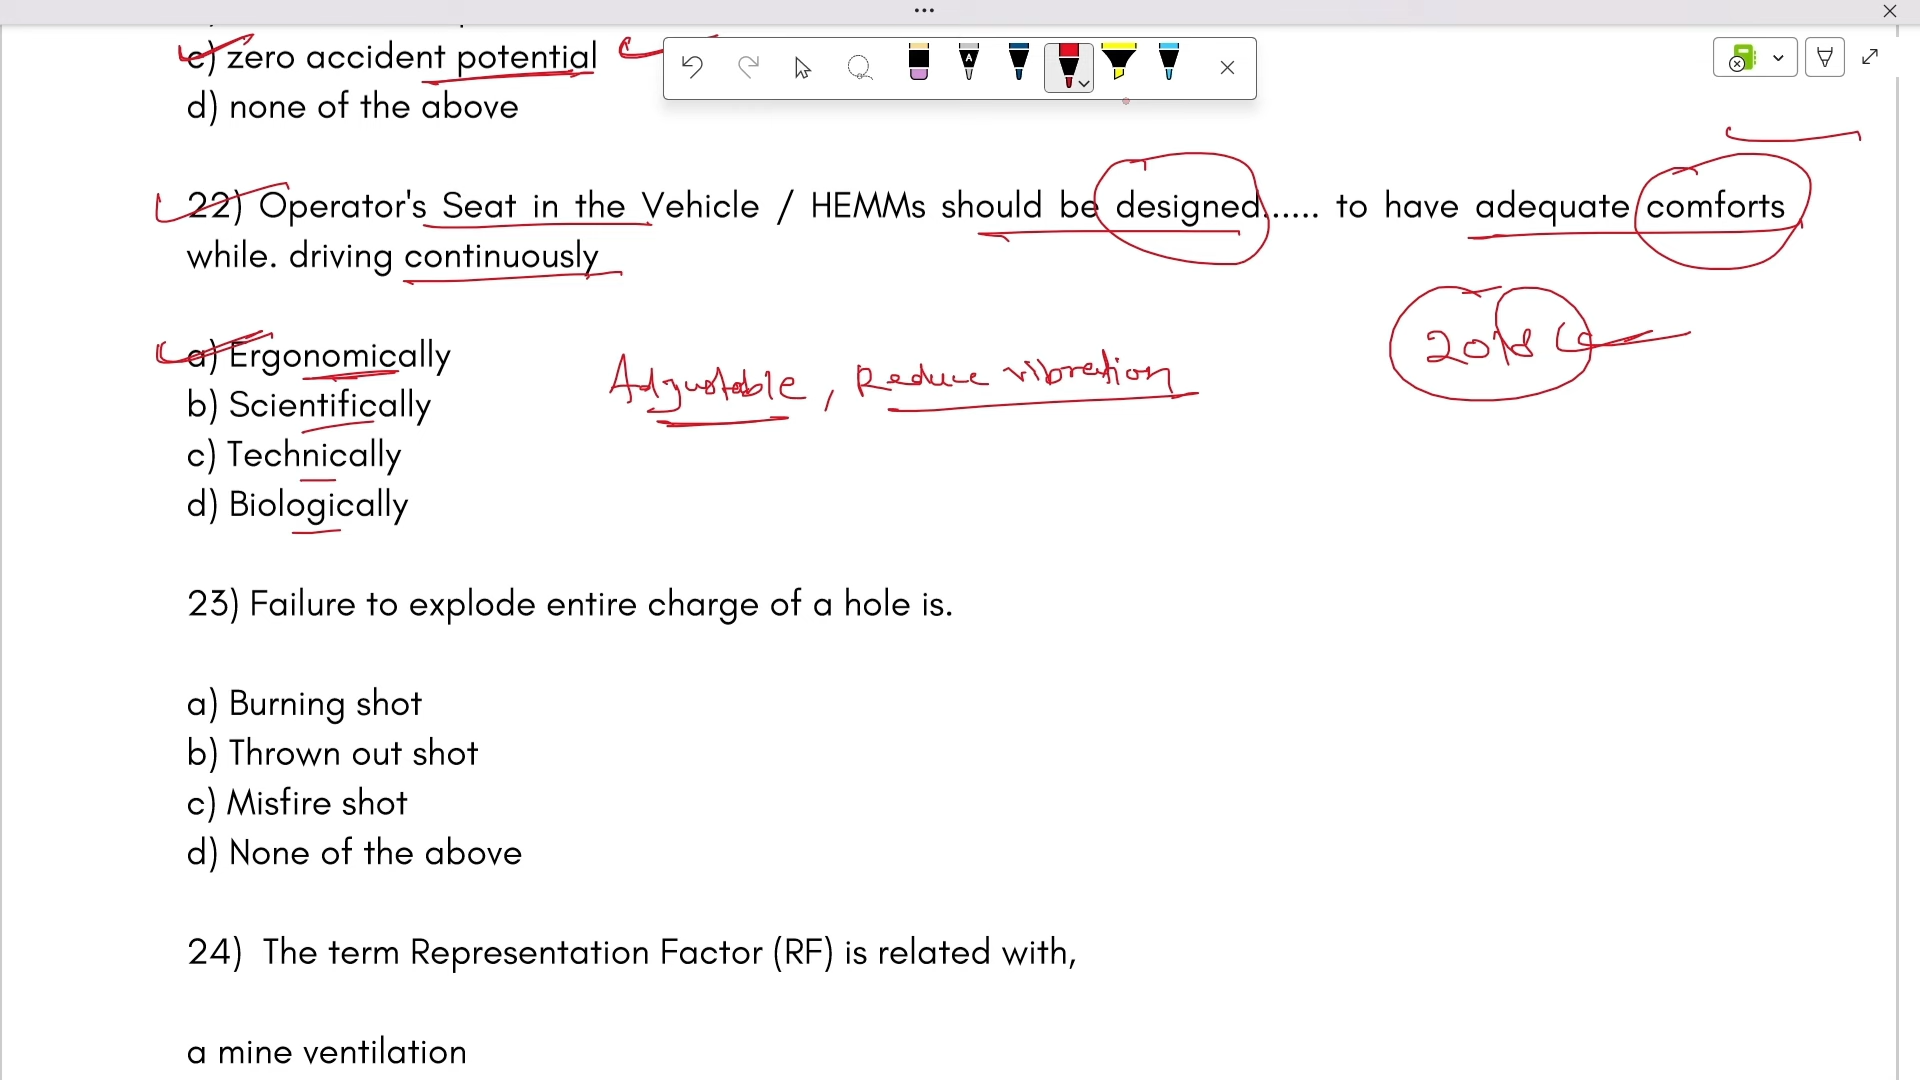 c) zero accident potential
d) none of the above
22) Operator's Seat in the Vehicle / HEMMs should be designed...... to have adequate comforts
while. driving continuously
2018
a) Ergonomically
Adjustable, Reduce vibration
b) Scientifically
c) Technically
d) Biologically
23) Failure to explode entire charge of a hole is.
a) Burning shot
b) Thrown out shot
c) Misfire shot
d) None of the above
24) The term Representation Factor (RF) is related with,
a mine ventilation